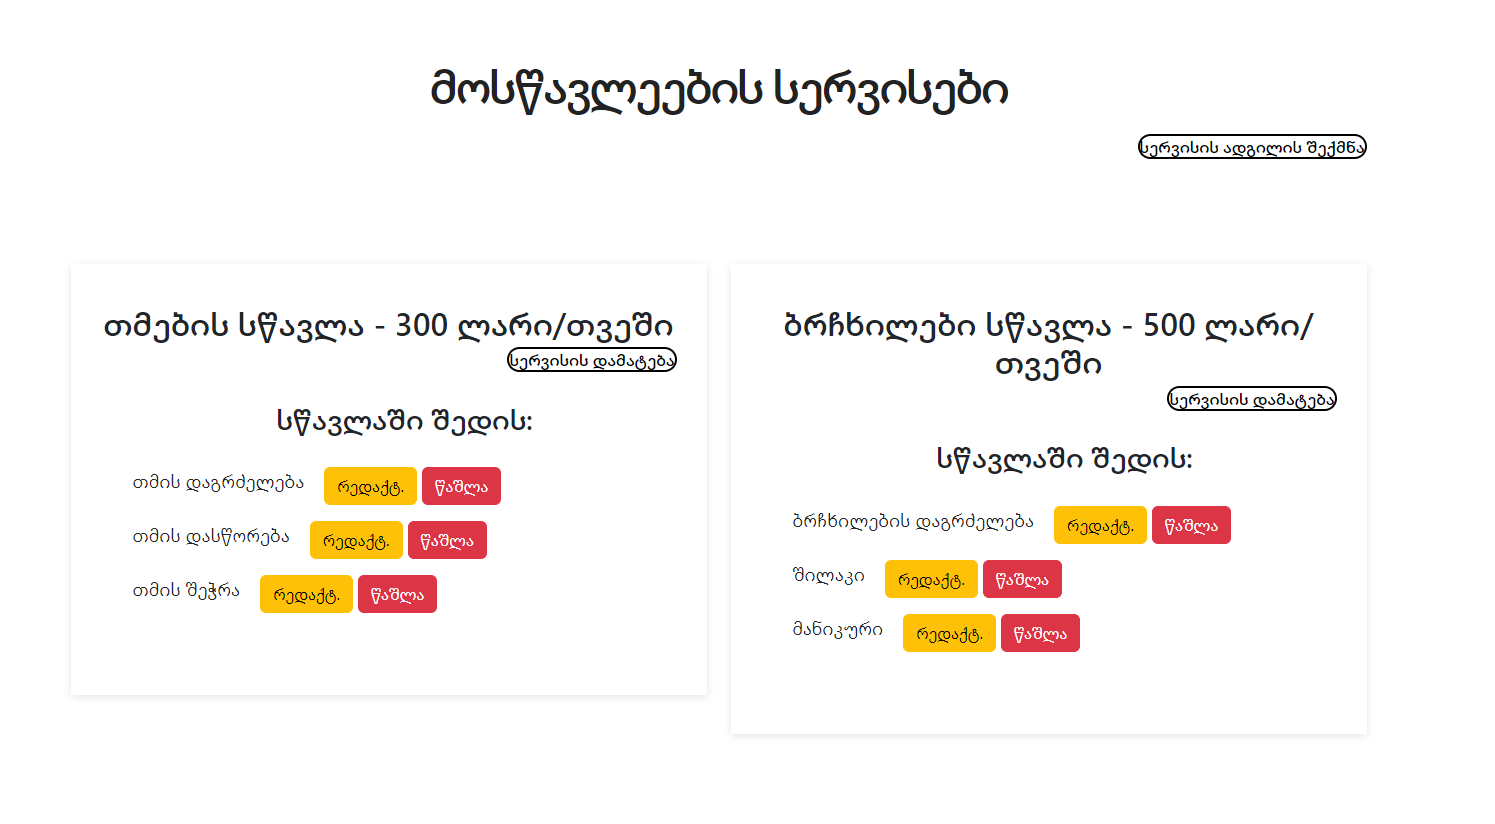 მოსწავლეების სერვისები
სერვისის ადგილის შექმნა
თმების სწავლა - 300 ლარი/თვეში
სერვისის დამატება
სწავლაში შედის:
თმის დაგრძელება რედაქტ. წაშლა
თმის დასწორება რედაქტ. წაშლა
თმის შეჭრა რედაქტ. წაშლა
ბრჩხილები სწავლა - 500 ლარი/
თვეში
სერვისის დამატება
სწავლაში შედის:
ბრჩხილების დაგრძელება რედაქტ. წაშლა
შილაკი რედაქტ. წაშლა
მანიკური რედაქტ. წაშლა